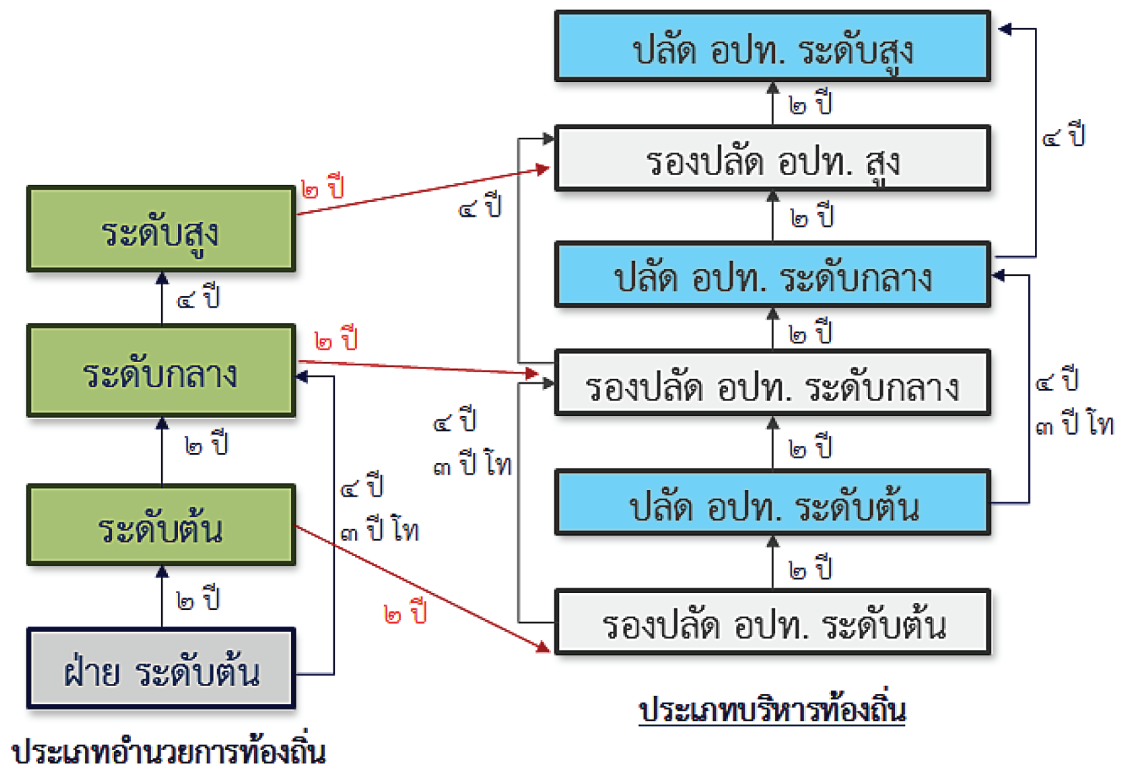 ปลัด อปท. ระดับสูง
๒ ปี
๔ ปี
รองปลัด อปท. สูง
๒ ปี
๔ ปี
ระดับสูง
๒ ปี
ปลัด อปท. ระดับกลาง
๔ ปี
๒ ปี
๒ ปี
ระดับกลาง
รองปลัด อปท. ระดับกลาง
๔ ปี
๓ ปี โท
๔ ปี
๓ ปี โท
๒ ปี
๒ ปี
๔ ปี
๓ ปี โท
ระดับต้น
ปลัด อปท. ระดับต้น
๒ ปี
๒ ปี
๒ ปี
รองปลัด อปท. ระดับต้น
ฝ่าย ระดับต้น
ประเภทบริหารท้องถิ่น
ประเภทอำนวยการท้องถิ่น